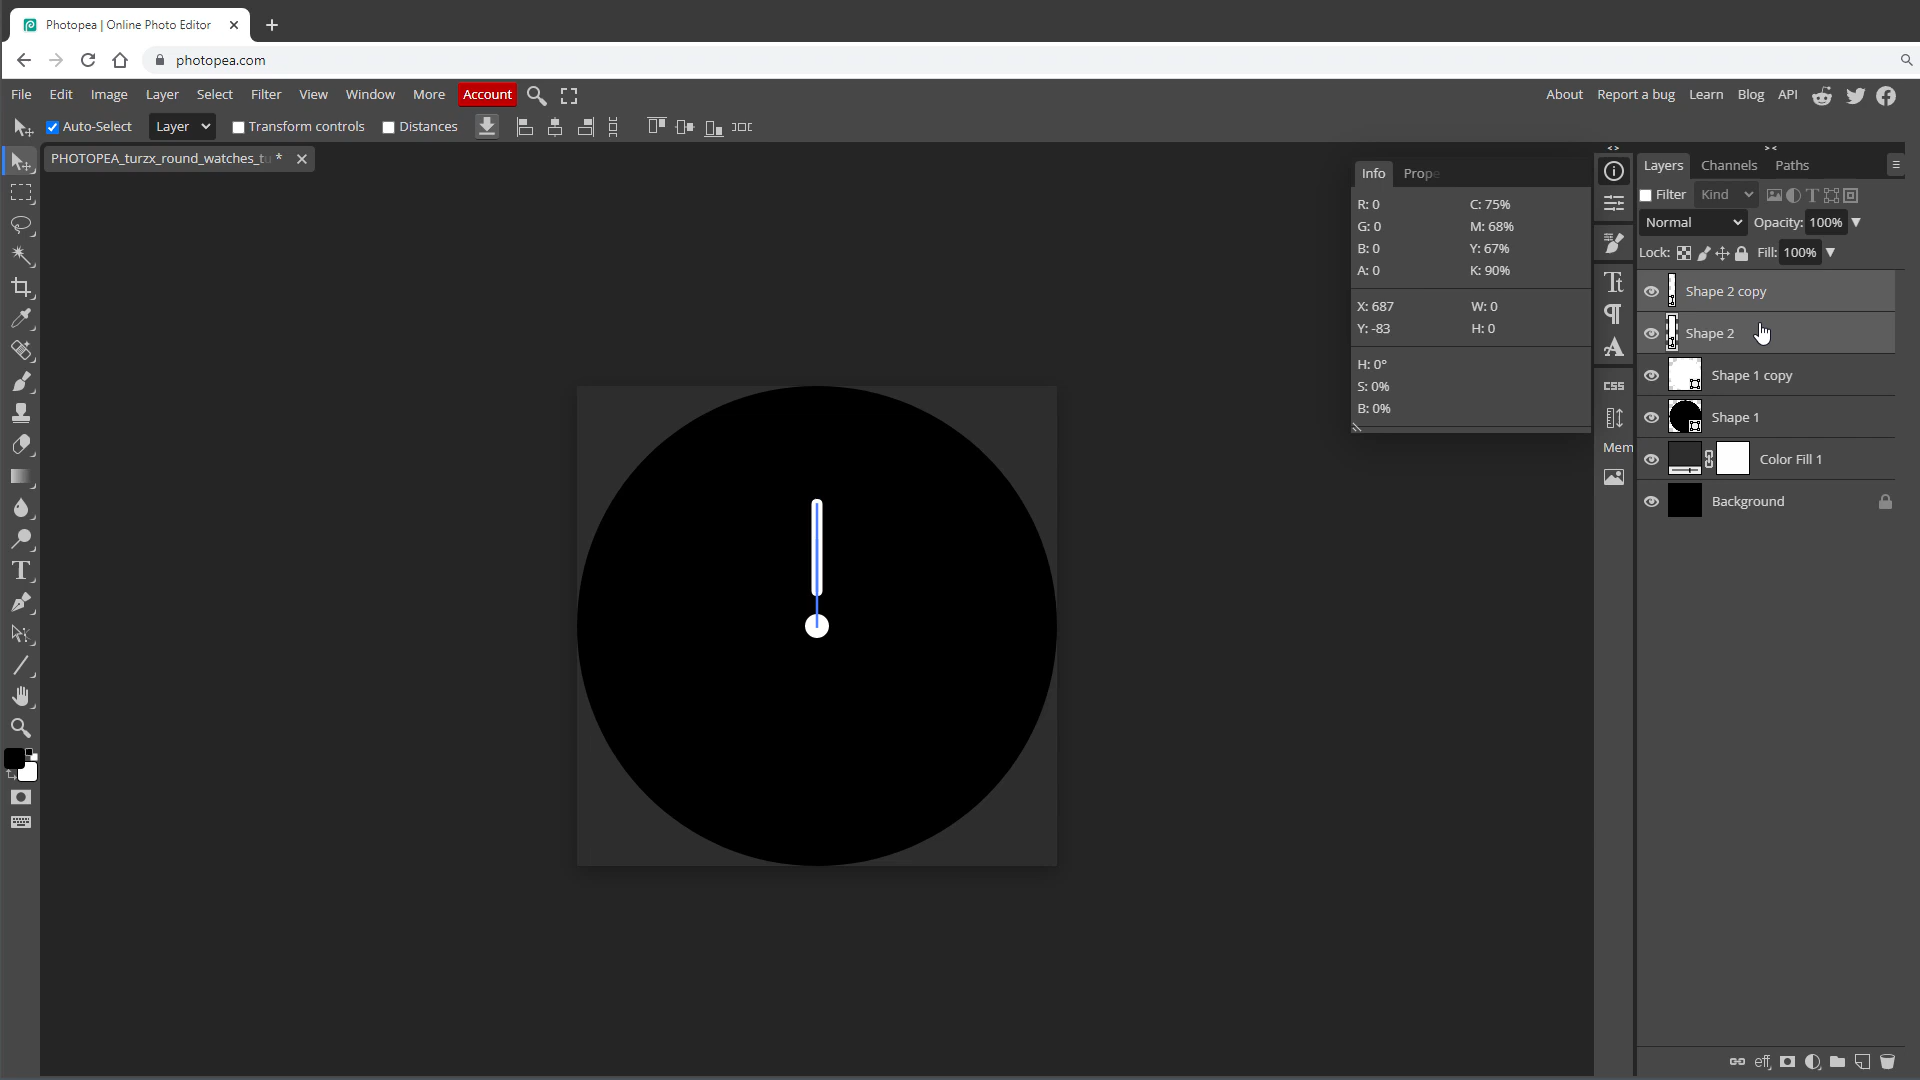 Photopea | Online Photo Editor
photopea.com
File Edit Image Layer Select Filter View Window More Account
About Report a bug Learn Blog API
Auto-Select Layer Transform controls Distances
PHOTOPEA_turzx_round_watches_tu *
Info Prope
R: 0 C: 75%
G: 0 M: 68%
B: 0 Y: 67%
A: 0 K: 90%
X: 687 W: 0
Y: -83 H: 0
H: 0°
S: 0%
B: 0%
CSS
Mem
Layers Channels Paths
Filter Kind
Normal Opacity: 100%
Lock: Fill: 100%
Shape 2 copy
Shape 2
Shape 1 copy
Shape 1
Color Fill 1
Background
eff